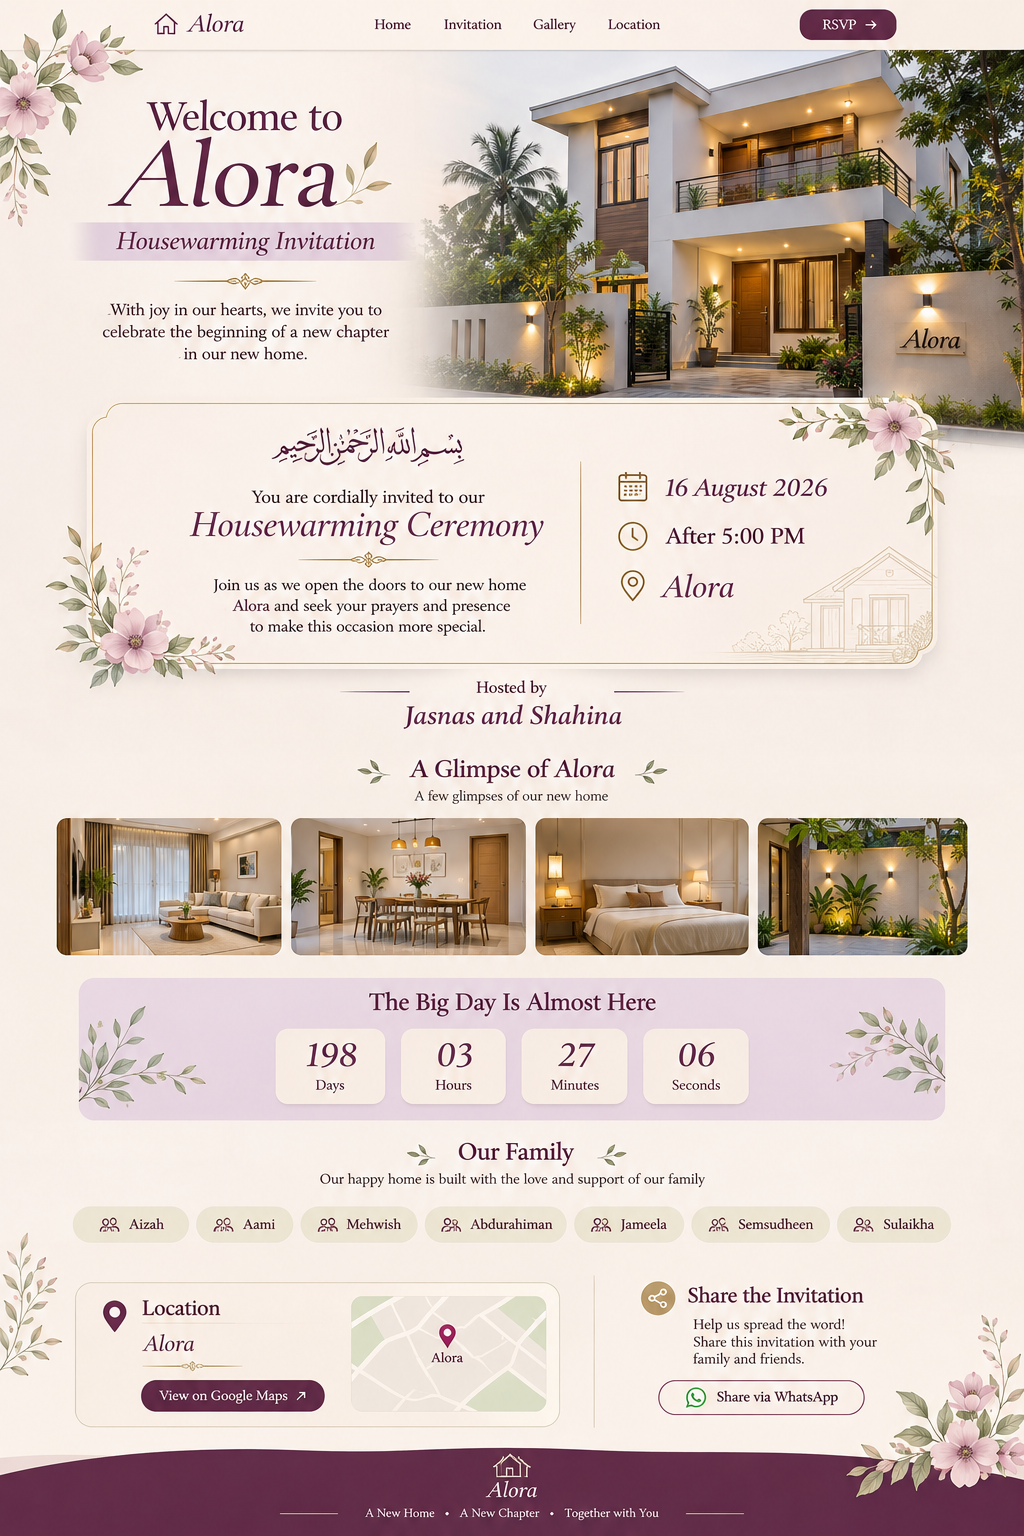 Alora
Home
Invitation
Gallery
Location
RSVP →
Welcome to
Alora
Housewarming Invitation
With joy in our hearts, we invite you to
celebrate the beginning of a new chapter
in our new home.
Alora
بِسْمِ اللَّهِ الرَّحْمَٰنِ الرَّحِيمِ
You are cordially invited to our
Housewarming Ceremony
Join us as we open the doors to our new home
Alora and seek your prayers and presence
to make this occasion more special.
16 August 2026
After 5:00 PM
Alora
Hosted by
Jasnas and Shahina
A Glimpse of Alora
A few glimpses of our new home
The Big Day Is Almost Here
198
Days
03
Hours
27
Minutes
06
Seconds
Our Family
Our happy home is built with the love and support of our family
Aizah
Aami
Mehwish
Abdurahiman
Jameela
Semsudheen
Sulaikha
Location
Alora
View on Google Maps ↗
Alora
Share the Invitation
Help us spread the word!
Share this invitation with your
family and friends.
Share via WhatsApp
Alora
A New Home • A New Chapter • Together with You